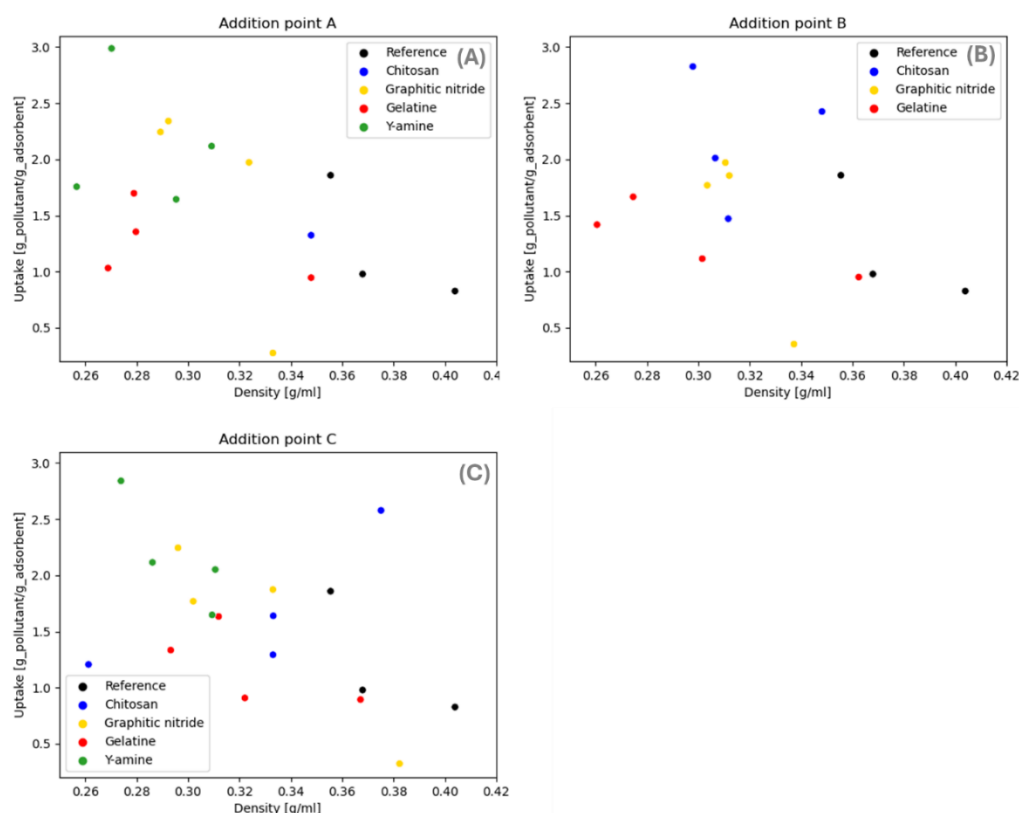 Addition point A
(A)
Reference
Chitosan
Graphitic nitride
Gelatine
Y-amine
3.0
2.5
2.0
1.5
1.0
0.5
Uptake [g_pollutant/g_adsorbent]
0.26 0.28 0.30 0.32 0.34 0.36 0.38 0.40 0.4
Density [g/ml]
Addition point B
(B)
Reference
Chitosan
Graphitic nitride
Gelatine
3.0
2.5
2.0
1.5
1.0
0.5
Uptake [g_pollutant/g_adsorbent]
0.26 0.28 0.30 0.32 0.34 0.36 0.38 0.40 0.42
Density [g/ml]
Addition point C
(C)
3.0
2.5
2.0
1.5
1.0
0.5
Uptake [g_pollutant/g_adsorbent]
Reference
Chitosan
Graphitic nitride
Gelatine
Y-amine
0.26 0.28 0.30 0.32 0.34 0.36 0.38 0.40 0.42
Density [g/ml]